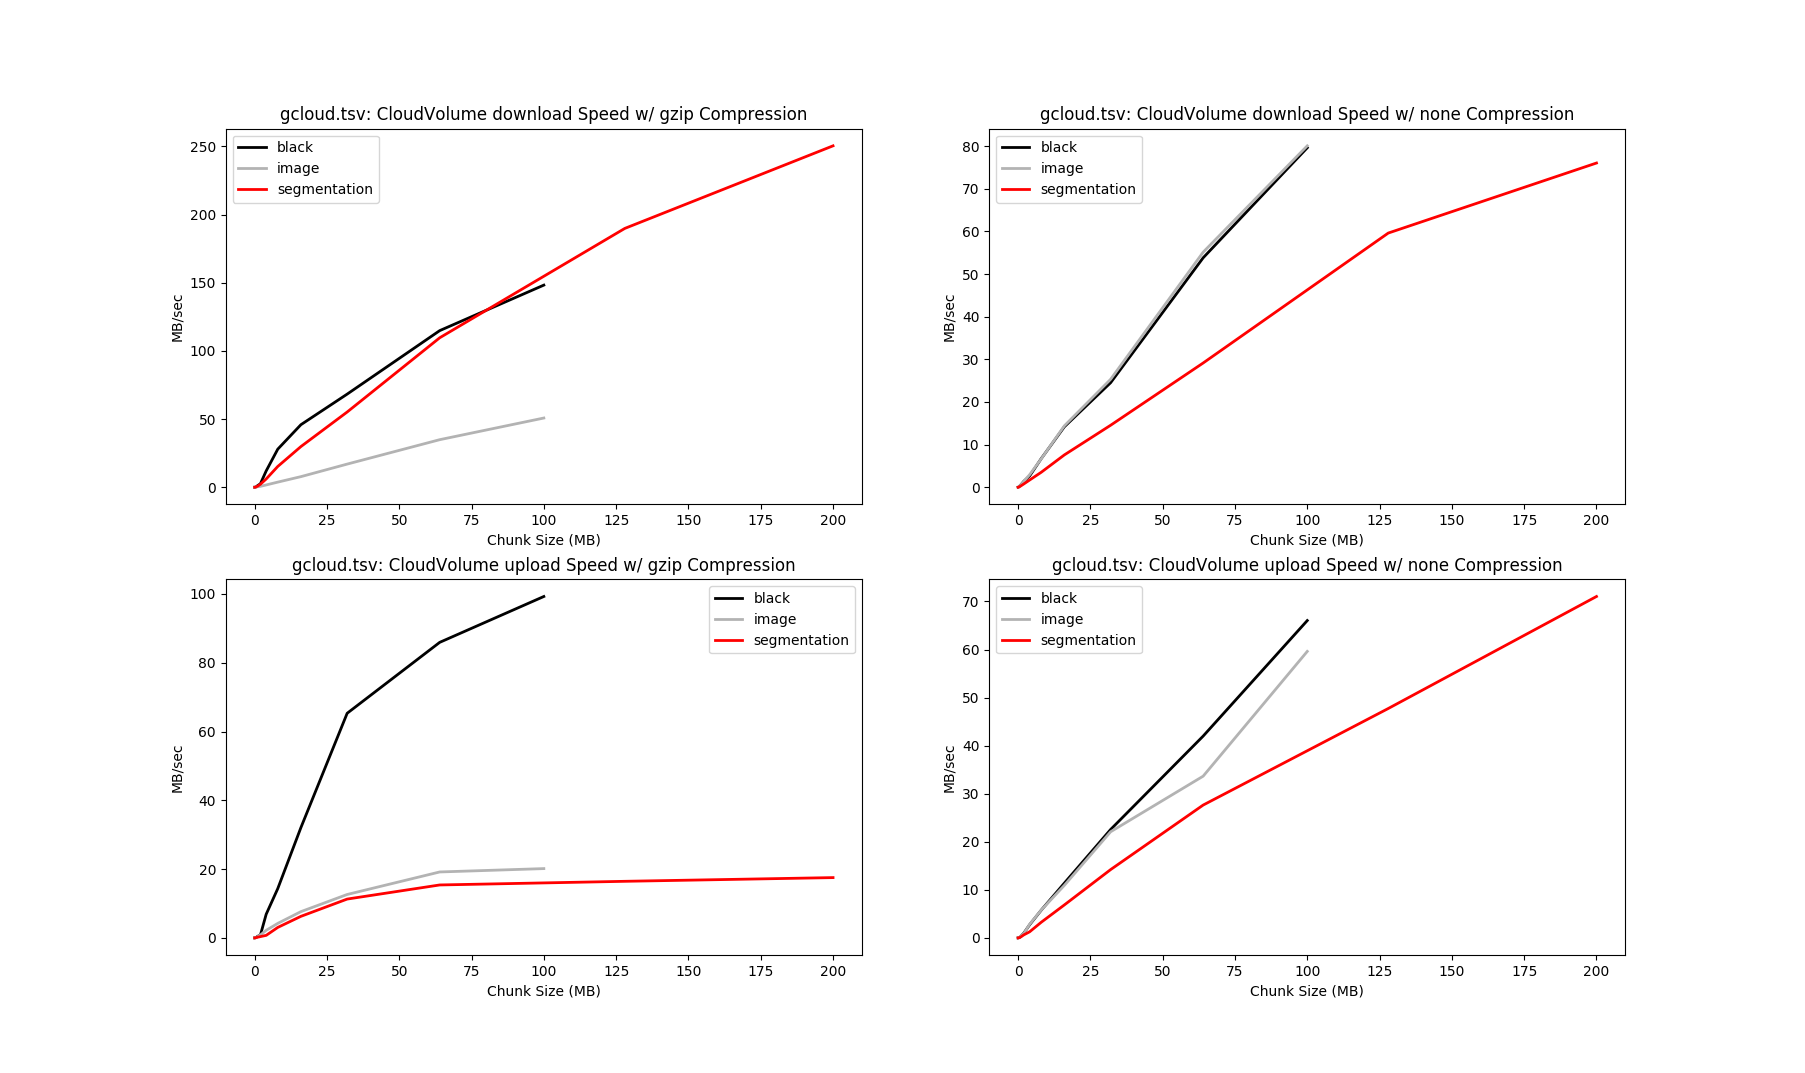 gcloud.tsv: CloudVolume download Speed w/ gzip Compression
250
200
150
100
50
0
MB/sec
black
image
segmentation
0 25 50 75 100 125 150 175 200
Chunk Size (MB)
gcloud.tsv: CloudVolume download Speed w/ none Compression
80
70
60
50
40
30
20
10
0
MB/sec
black
image
segmentation
0 25 50 75 100 125 150 175 200
Chunk Size (MB)
gcloud.tsv: CloudVolume upload Speed w/ gzip Compression
100
80
60
40
20
0
MB/sec
black
image
segmentation
0 25 50 75 100 125 150 175 200
Chunk Size (MB)
gcloud.tsv: CloudVolume upload Speed w/ none Compression
70
60
50
40
30
20
10
0
MB/sec
black
image
segmentation
0 25 50 75 100 125 150 175 200
Chunk Size (MB)